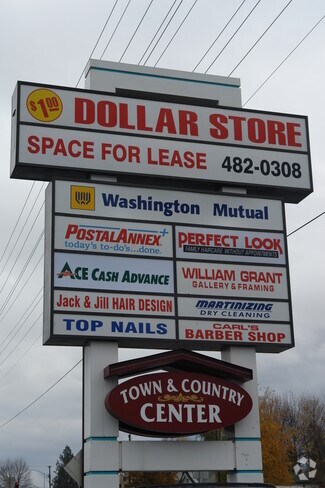 $1.00
DOLLAR STORE
SPACE FOR LEASE 482-0308
Washington Mutual
POSTALANNEX+
today's to-do's...done.
PERFECT LOOK
FAMILY HAIRCARE WITHOUT APPOINTMENTS
ACE CASH ADVANCE
WILLIAM GRANT
GALLERY & FRAMING
Jack & Jill HAIR DESIGN
MARTINIZING
DRY CLEANING
TOP NAILS
CARL'S
BARBER SHOP
TOWN & COUNTRY
CENTER